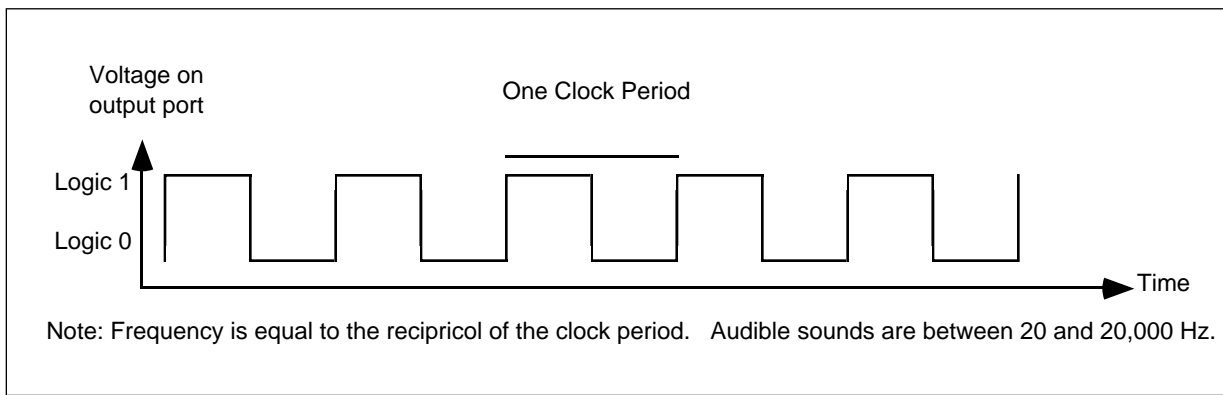 Voltage on
output port
One Clock Period
Logic 1
Logic 0
Time
Note: Frequency is equal to the recipricol of the clock period. Audible sounds are between 20 and 20,000 Hz.